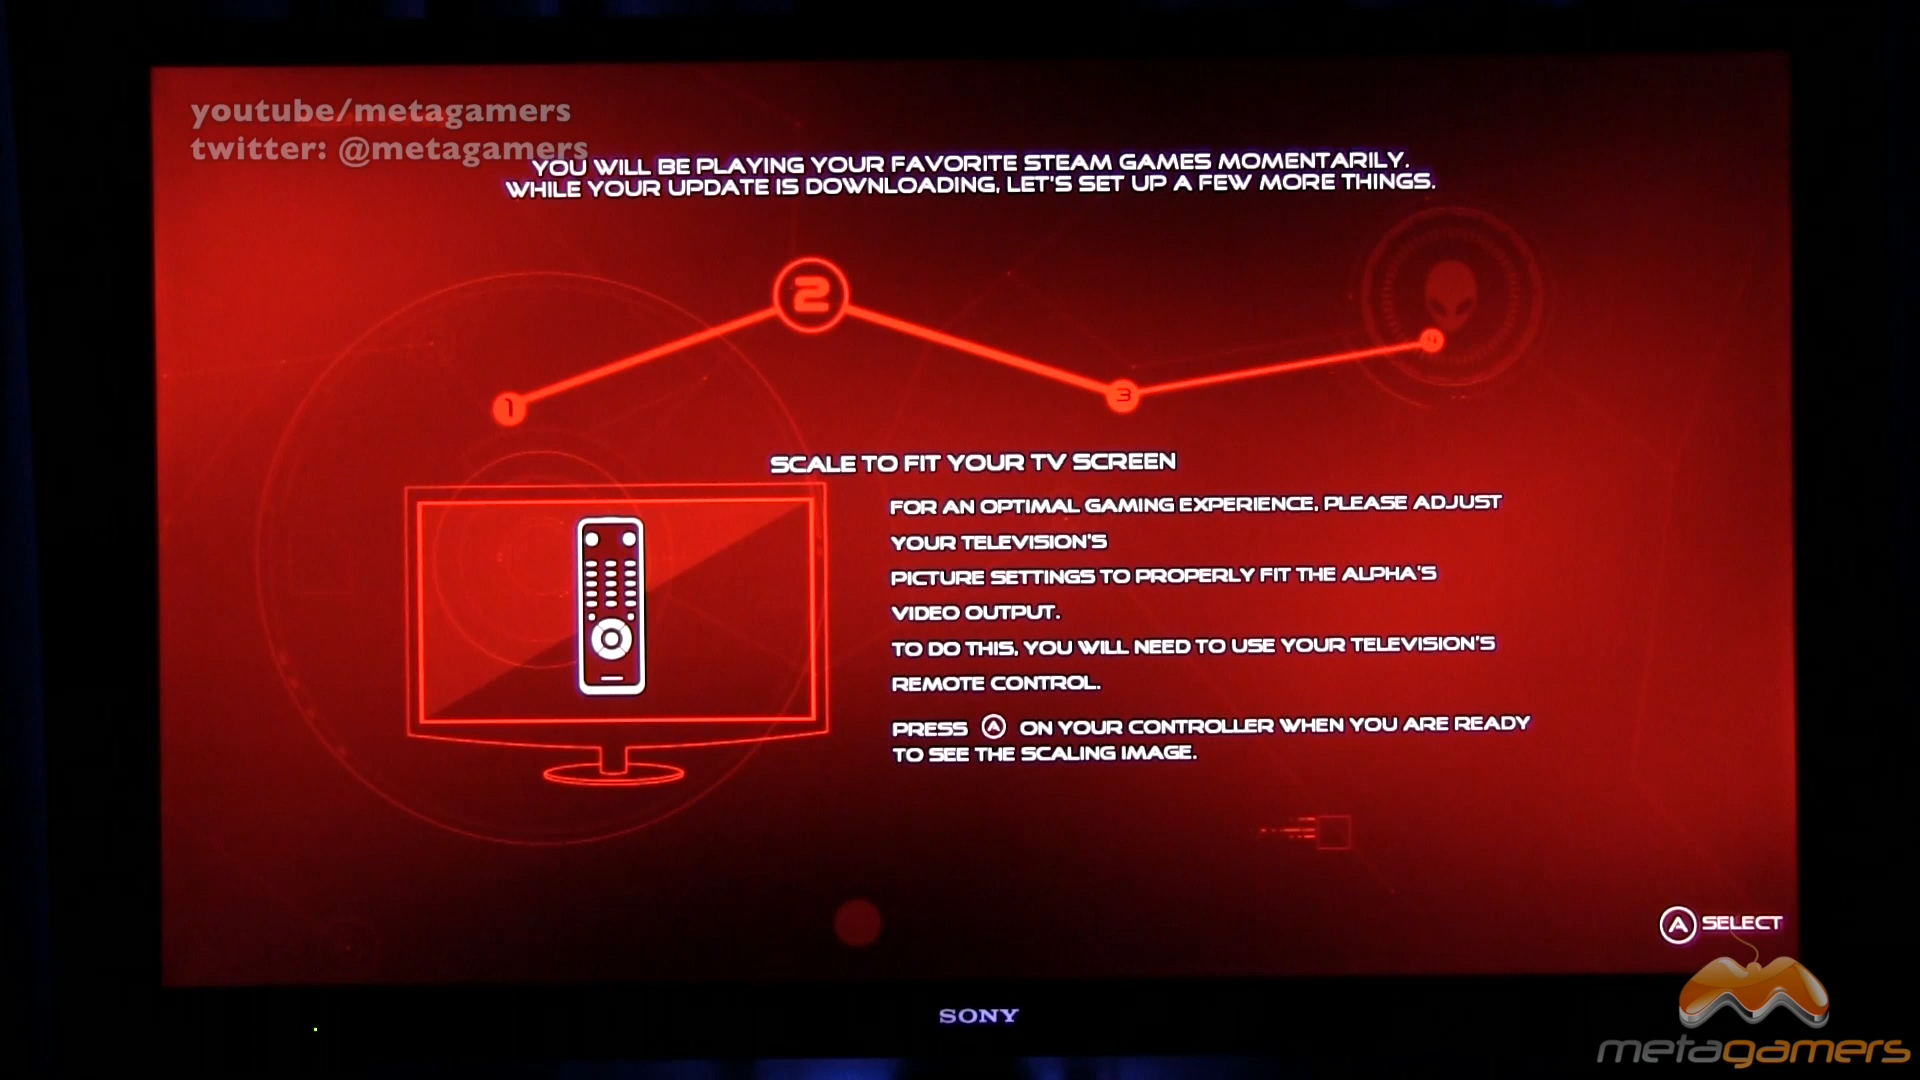 youtube/metagamers
twitter: @metagamers
YOU WILL BE PLAYING YOUR FAVORITE STEAM GAMES MOMENTARILY.
WHILE YOUR UPDATE IS DOWNLOADING, LET'S SET UP A FEW MORE THINGS.
2
1
3
4
SCALE TO FIT YOUR TV SCREEN
FOR AN OPTIMAL GAMING EXPERIENCE, PLEASE ADJUST
YOUR TELEVISION'S
PICTURE SETTINGS TO PROPERLY FIT THE ALPHA'S
VIDEO OUTPUT.
TO DO THIS, YOU WILL NEED TO USE YOUR TELEVISION'S
REMOTE CONTROL.
PRESS A ON YOUR CONTROLLER WHEN YOU ARE READY
TO SEE THE SCALING IMAGE.
A SELECT
SONY
metagamers